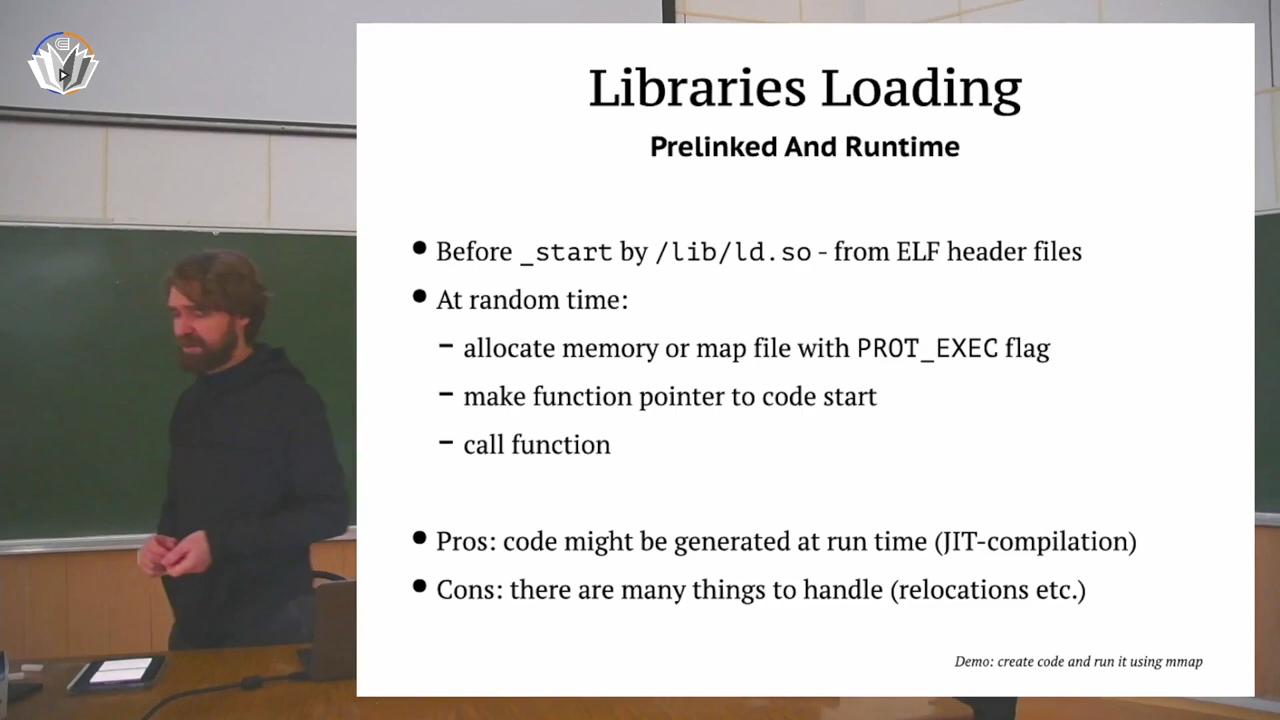 Libraries Loading
Prelinked And Runtime
• Before _start by /lib/ld.so - from ELF header files
• At random time:
– allocate memory or map file with PROT_EXEC flag
– make function pointer to code start
– call function
• Pros: code might be generated at run time (JIT-compilation)
• Cons: there are many things to handle (relocations etc.)
Demo: create code and run it using mmap